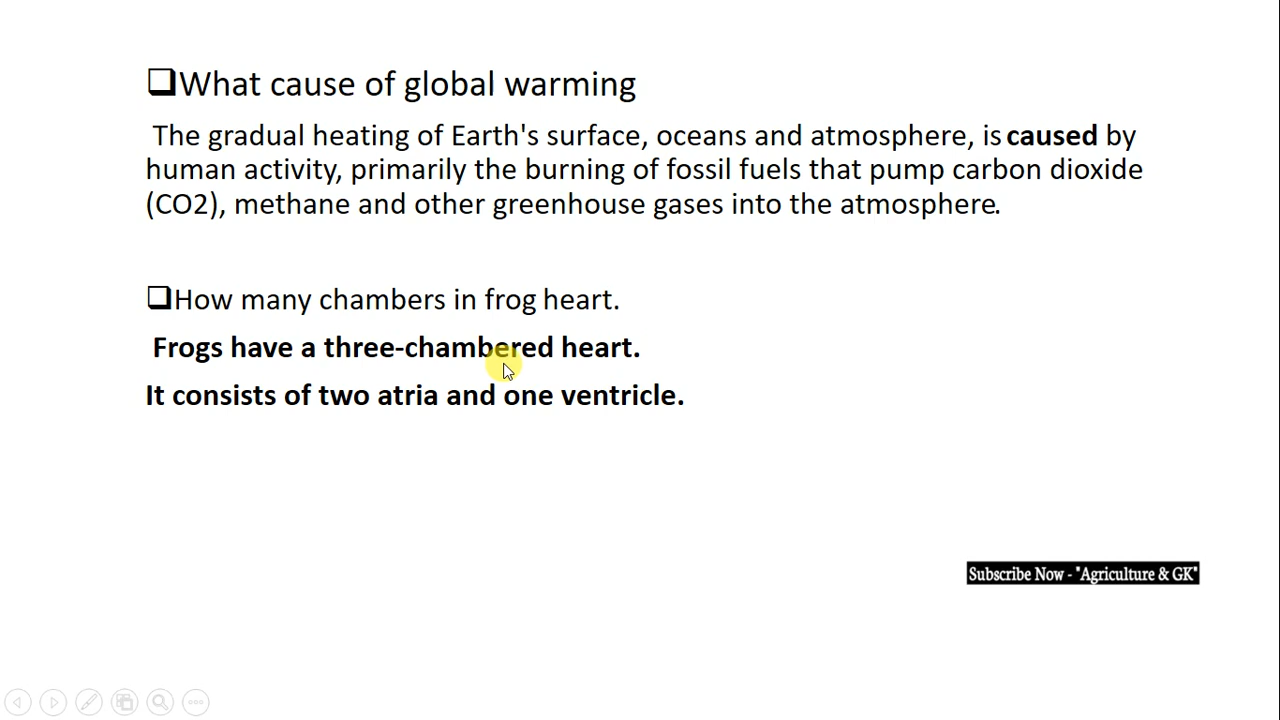 ❑What cause of global warming
The gradual heating of Earth's surface, oceans and atmosphere, is caused by
human activity, primarily the burning of fossil fuels that pump carbon dioxide
(CO2), methane and other greenhouse gases into the atmosphere.
❑How many chambers in frog heart.
Frogs have a three-chambered heart.
It consists of two atria and one ventricle.
Subscribe Now - "Agriculture & GK"